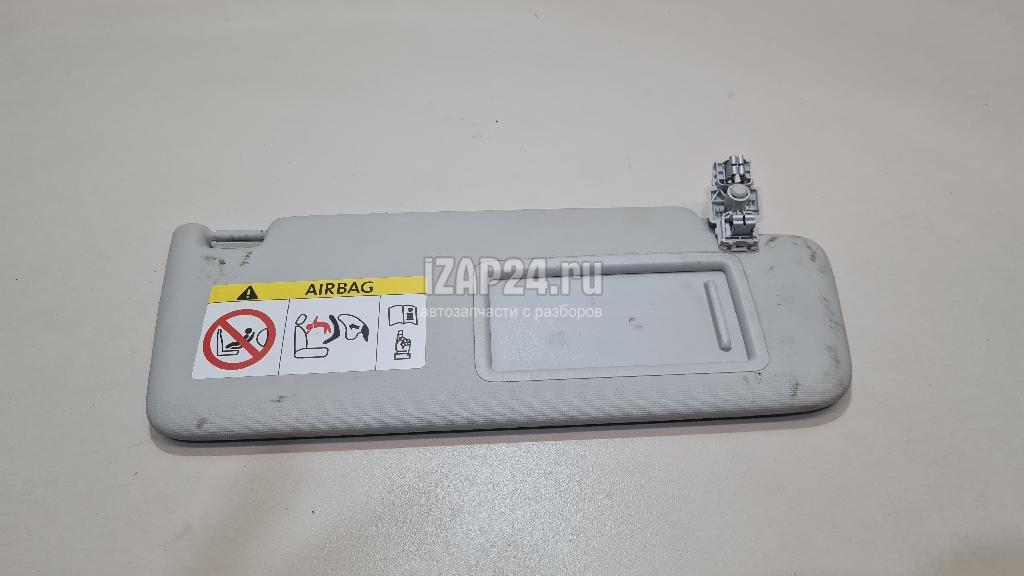 iZAP24.ru
автозапчасти с разборов
AIRBAG